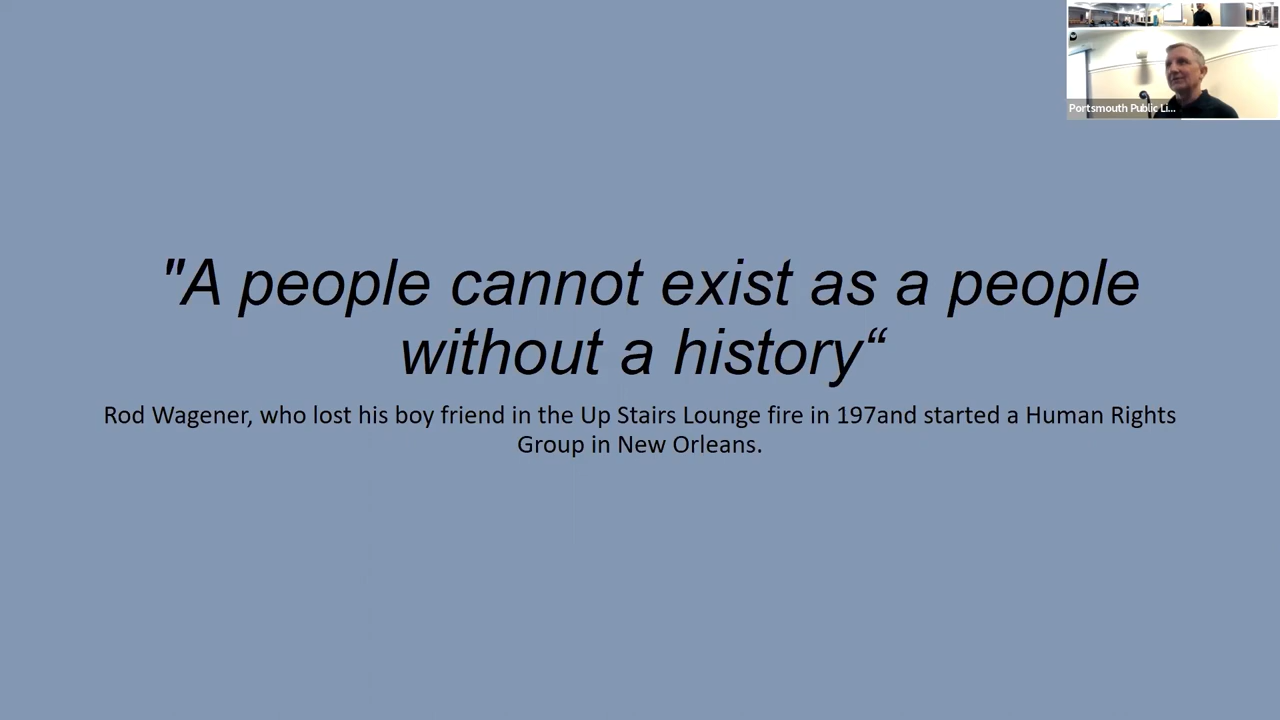 Portsmouth Public Li...
"A people cannot exist as a people
without a history“
Rod Wagener, who lost his boy friend in the Up Stairs Lounge fire in 197and started a Human Rights
Group in New Orleans.